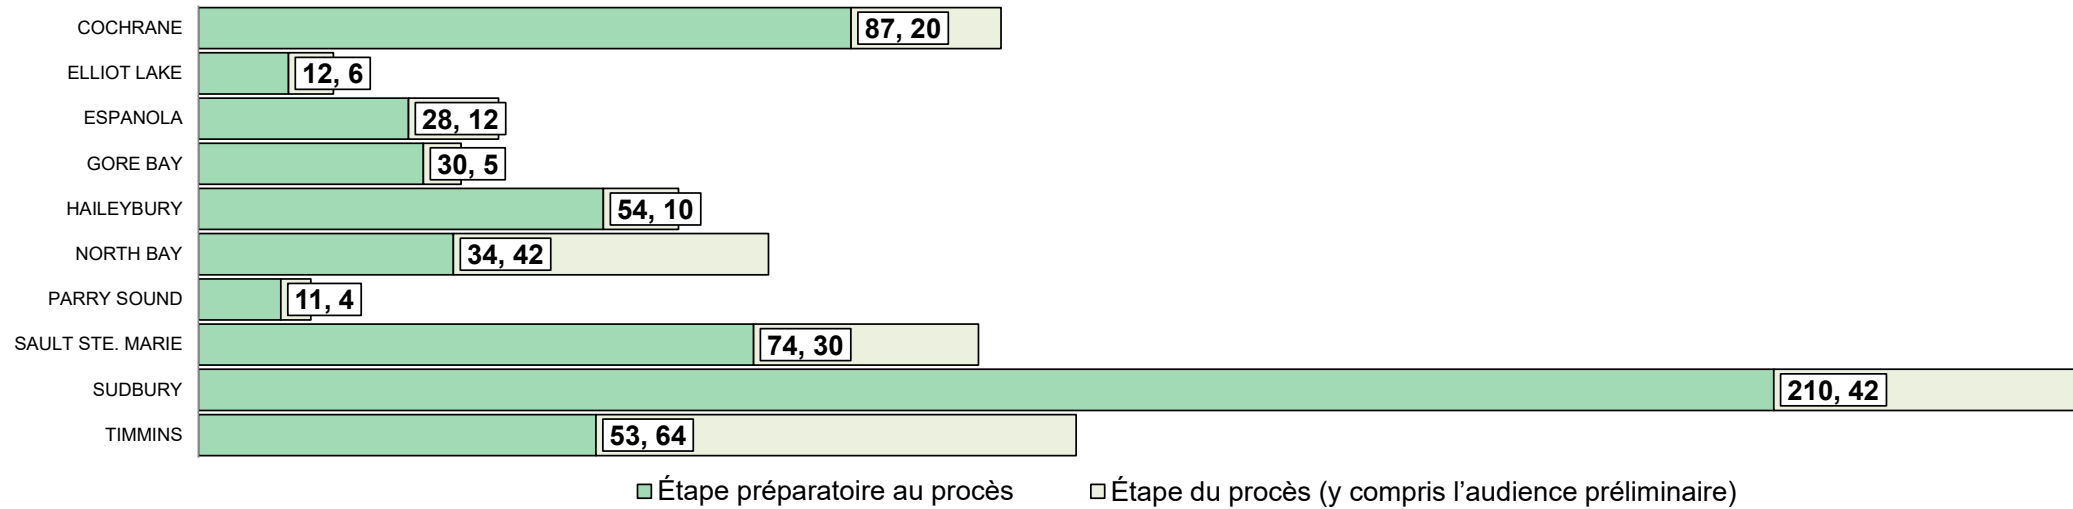 COCHRANE 87, 20
ELLIOT LAKE 12, 6
ESPANOLA 28, 12
GORE BAY 30, 5
HAILEYBURY 54, 10
NORTH BAY 34, 42
PARRY SOUND 11, 4
SAULT STE. MARIE 74, 30
SUDBURY 210, 42
TIMMINS 53, 64
Étape préparatoire au procès Étape du procès (y compris l’audience préliminaire)